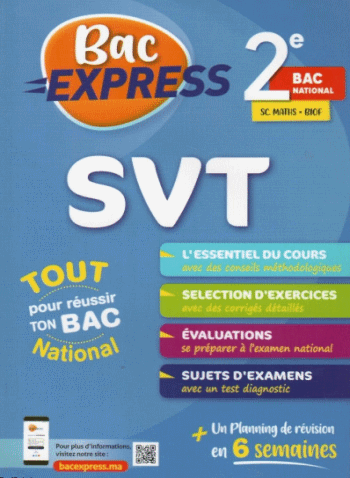 Bac
EXPRESS
2e
BAC
NATIONAL
SC. MATHS - BIOF
SVT
TOUT
pour réussir
TON BAC
National
L'ESSENTIEL DU COURS
avec des conseils méthodologiques
SELECTION D'EXERCICES
avec des corrigés détaillés
ÉVALUATIONS
se préparer à l'examen national
SUJETS D'EXAMENS
avec un test diagnostic
+ Un Planning de révision
en 6 semaines
Pour plus d'informations,
visitez notre site :
bacexpress.ma